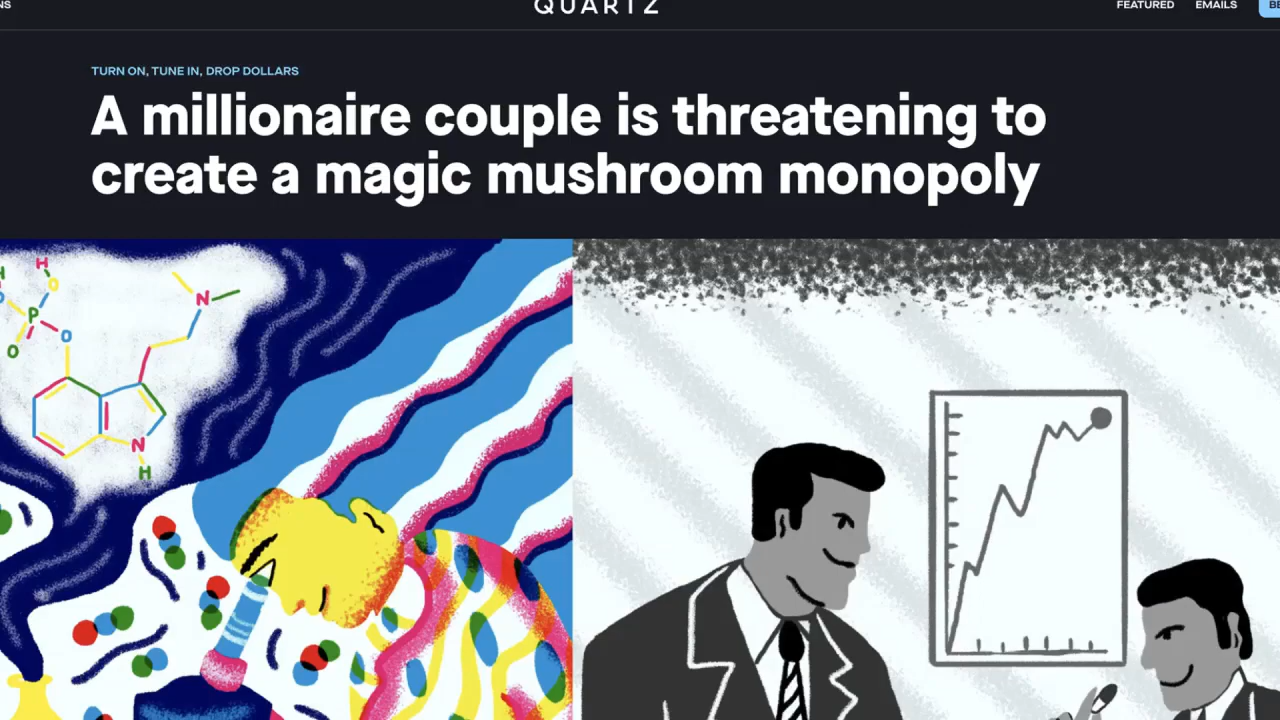 QUARTZ
FEATURED EMAILS
TURN ON, TUNE IN, DROP DOLLARS
A millionaire couple is threatening to
create a magic mushroom monopoly
H
O
P
O
O
N
N
H